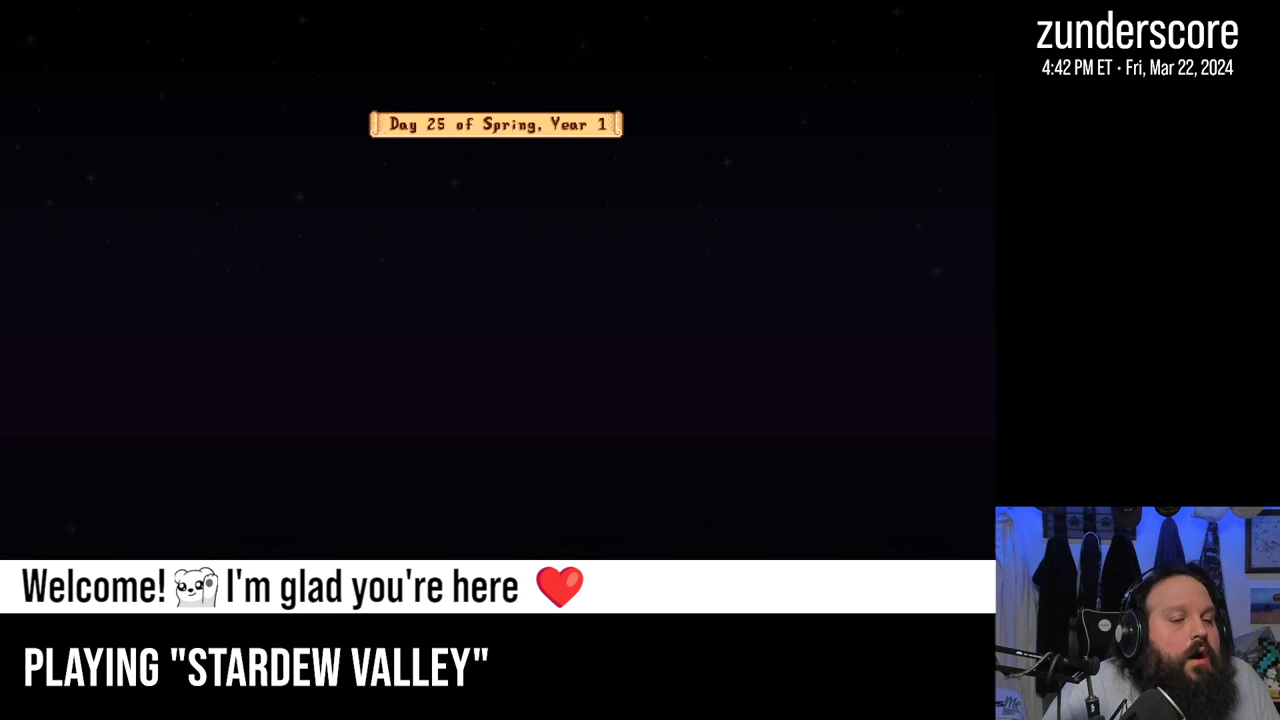 zunderscore
4:42 PM ET • Fri, Mar 22, 2024
Day 25 of Spring, Year 1
Welcome! I'm glad you're here
PLAYING "STARDEW VALLEY"